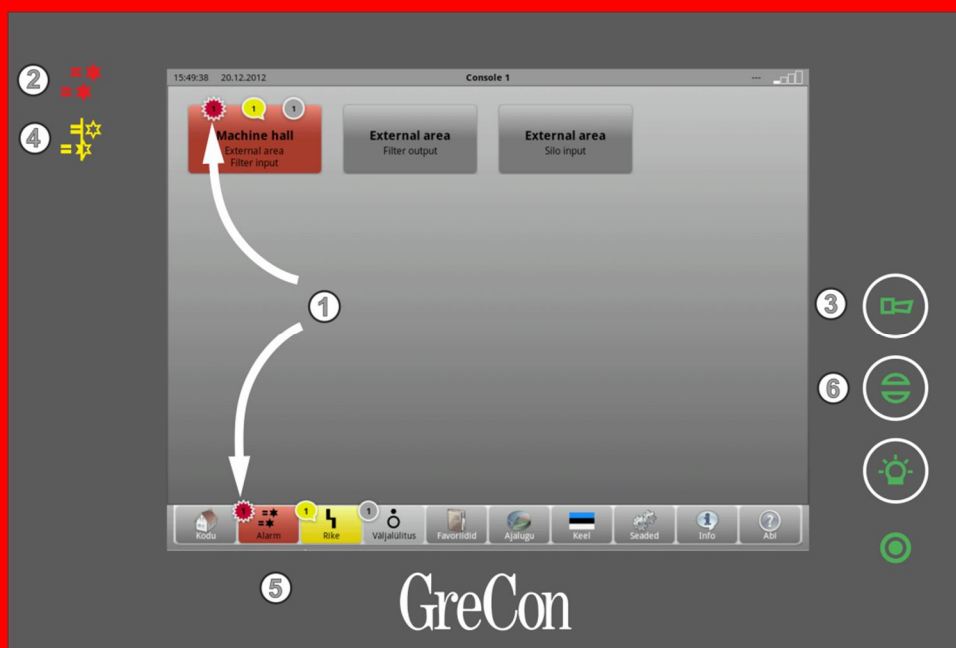 2
4
15:49:38 20.12.2012 Console 1 ---
1 1 1
Machine hall
External area
Filter input
External area
Filter output
External area
Silo input
1
3
6
1 1 1
Kodu Alarm Rike Väljalülitus Favoriidid Ajalugu Keel Seaded Info Abi
5
GreCon